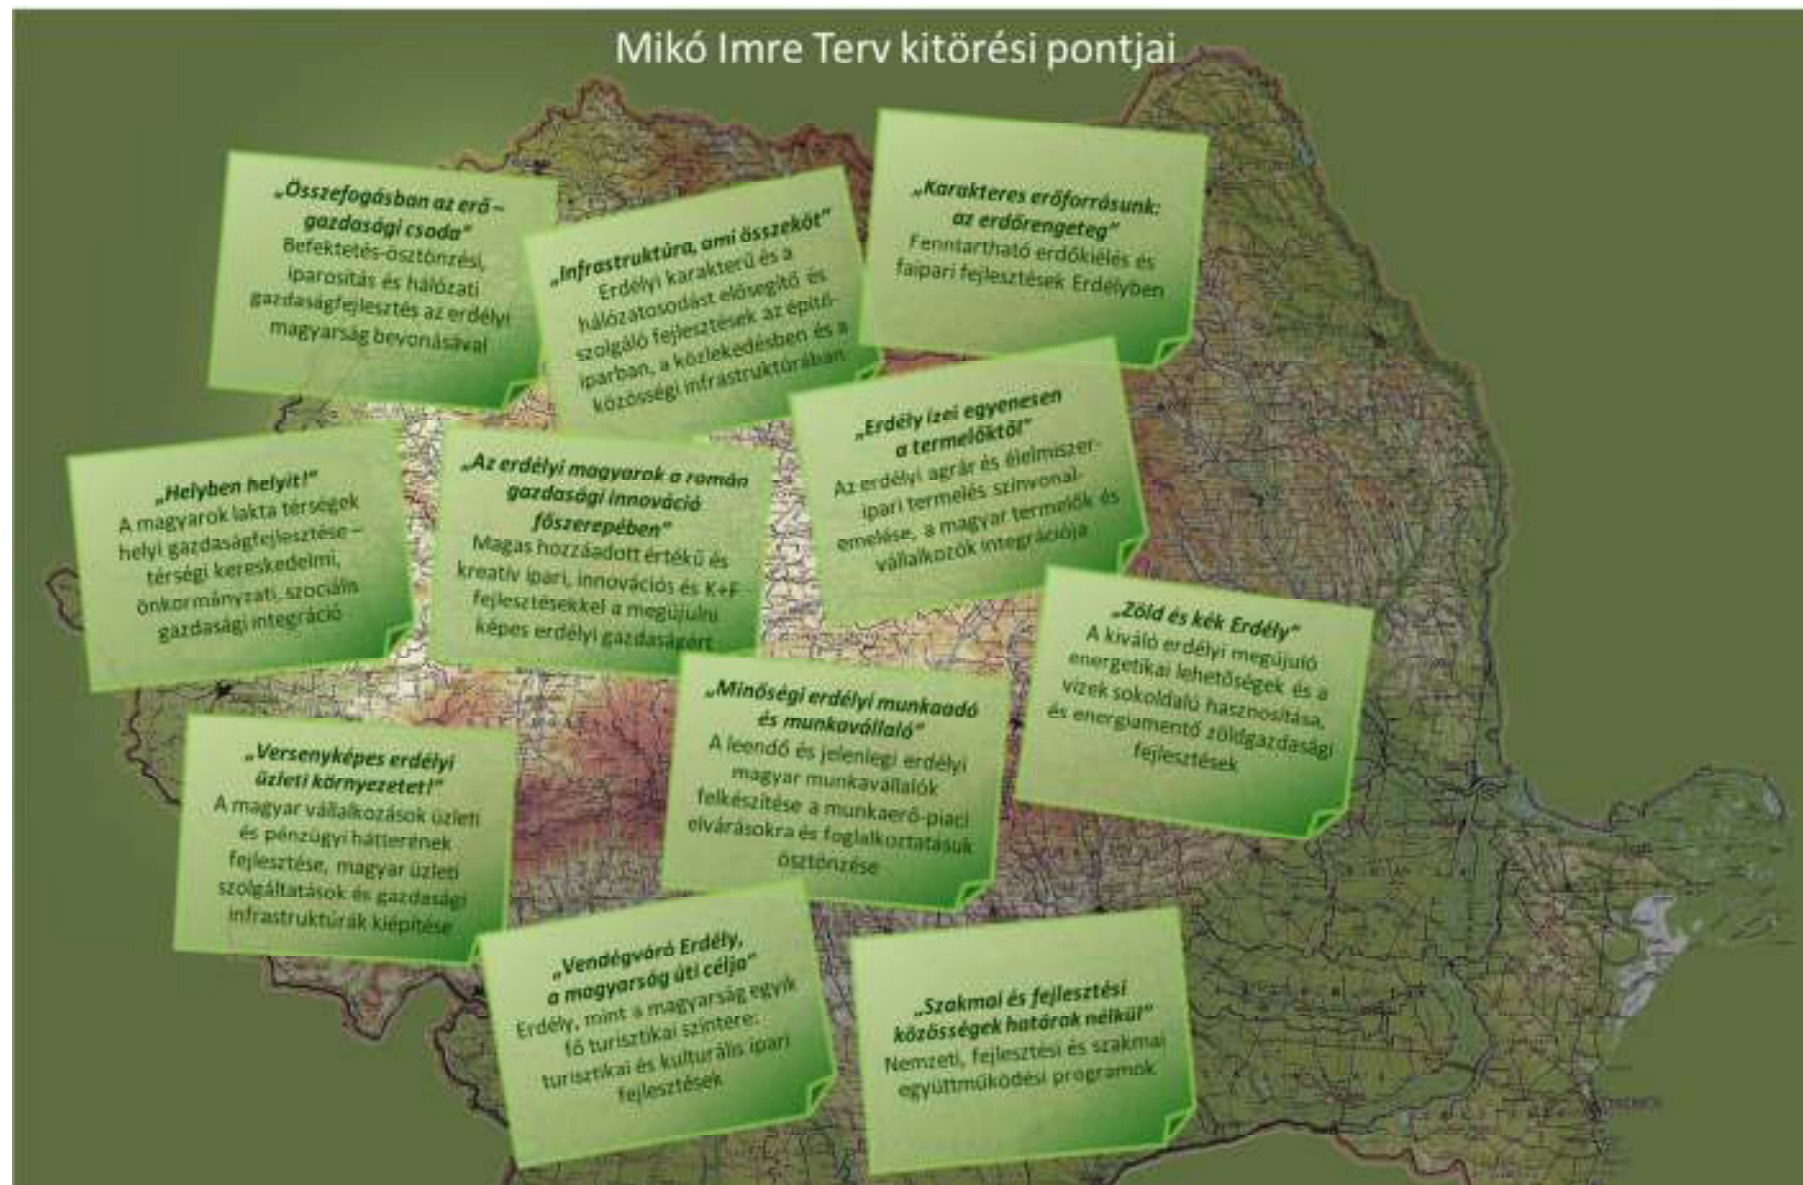 Mikó Imre Terv kitörési pontjai
„Összefogásban az erő –
gazdasági csoda”
Befektetés-ösztönzési,
iparosítás és hálózati
gazdaságfejlesztés az erdélyi
magyarság bevonásával
„Infrastruktúra, ami összeköt”
Erdélyi karakterű és a
hálózatosodást elősegítő és
szolgáló fejlesztések az építő-
iparban, a közlekedésben és a
közösségi infrastruktúrában
„Karakteres erőforrásunk:
az erdőrengeteg”
Fenntartható erdőkiélés és
faipari fejlesztések Erdélyben
„Erdély ízei egyenesen
a termelőktől”
Az erdélyi agrár és élelmiszer-
ipari termelés színvonal-
emelése, a magyar termelők és
vállalkozók integrációja
„Helyben helyit!”
A magyarok lakta térségek
helyi gazdaságfejlesztése –
térségi kereskedelmi,
önkormányzati, szociális
gazdasági integráció
„Az erdélyi magyarok a román
gazdasági innováció
főszerepében”
Magas hozzáadott értékű és
kreatív ipari, innovációs és K+F
fejlesztésekkel a megújulni
képes erdélyi gazdaságért
„Zöld és kék Erdély”
A kiváló erdélyi megújuló
energetikai lehetőségek és a
vizek sokoldalú hasznosítása,
és energiamentő zöldgazdasági
fejlesztések
„Minőségi erdélyi munkaadó
és munkavállaló”
A leendő és jelenlegi erdélyi
magyar munkavállalók
felkészítése a munkaerő-piaci
elvárásokra és foglalkoztatásuk
ösztönzése
„Versenyképes erdélyi
üzleti környezetet!”
A magyar vállalkozások üzleti
és pénzügyi hátterének
fejlesztése, magyar üzleti
szolgáltatások és gazdasági
infrastruktúrák kiépítése
„Vendégváró Erdély,
a magyarság úti célja”
Erdély, mint a magyarság egyik
fő turisztikai színtere:
turisztikai és kulturális ipari
fejlesztések
„Szakmai és fejlesztési
közösségek határok nélkül”
Nemzeti, fejlesztési és szakmai
együttműködési programok